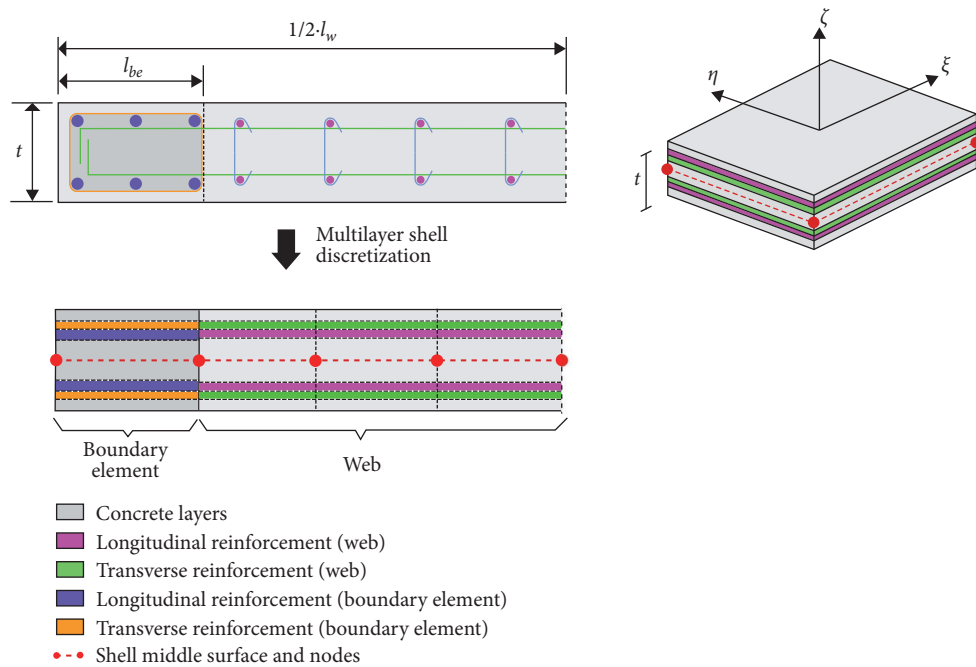 1/2·l_w
l_be
t
Multilayer shell
discretization
ζ
ξ
η
t
Boundary
element
Web
Concrete layers
Longitudinal reinforcement (web)
Transverse reinforcement (web)
Longitudinal reinforcement (boundary element)
Transverse reinforcement (boundary element)
Shell middle surface and nodes